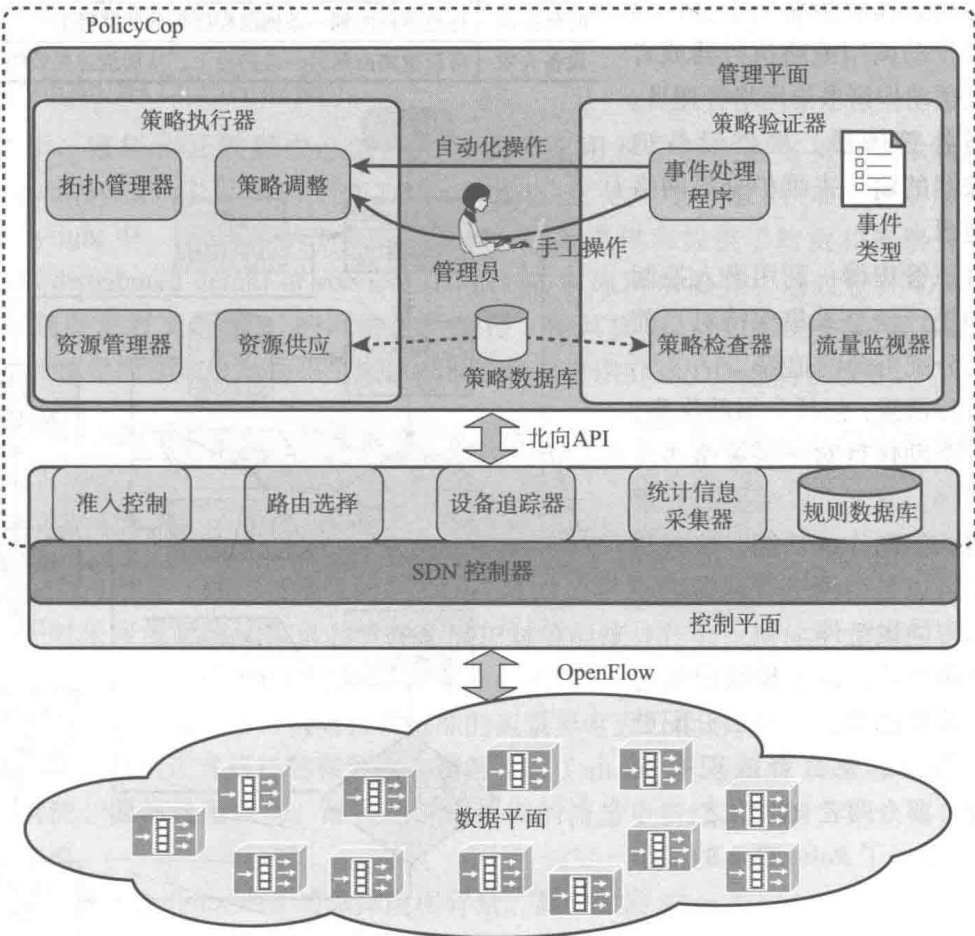 PolicyCop
管理平面
策略执行器
策略验证器
自动化操作
拓扑管理器
策略调整
事件处理
程序
事件
类型
手工操作
管理员
资源管理器
资源供应
策略数据库
策略检查器
流量监视器
北向API
准入控制
路由选择
设备追踪器
统计信息
采集器
规则数据库
SDN 控制器
控制平面
OpenFlow
数据平面